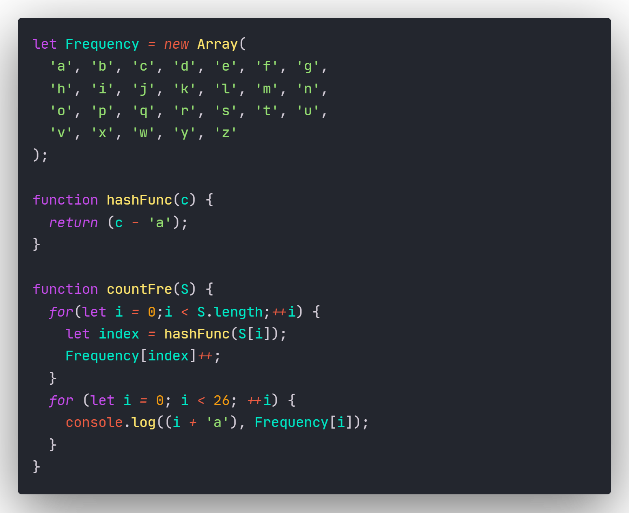 let Frequency = new Array(
  'a', 'b', 'c', 'd', 'e', 'f', 'g',
  'h', 'i', 'j', 'k', 'l', 'm', 'n',
  'o', 'p', 'q', 'r', 's', 't', 'u',
  'v', 'x', 'w', 'y', 'z'
);

function hashFunc(c) {
  return (c - 'a');
}

function countFre(S) {
  for(let i = 0;i < S.length;++i) {
    let index = hashFunc(S[i]);
    Frequency[index]++;
  }
  for (let i = 0; i < 26; ++i) {
    console.log((i + 'a'), Frequency[i]);
  }
}